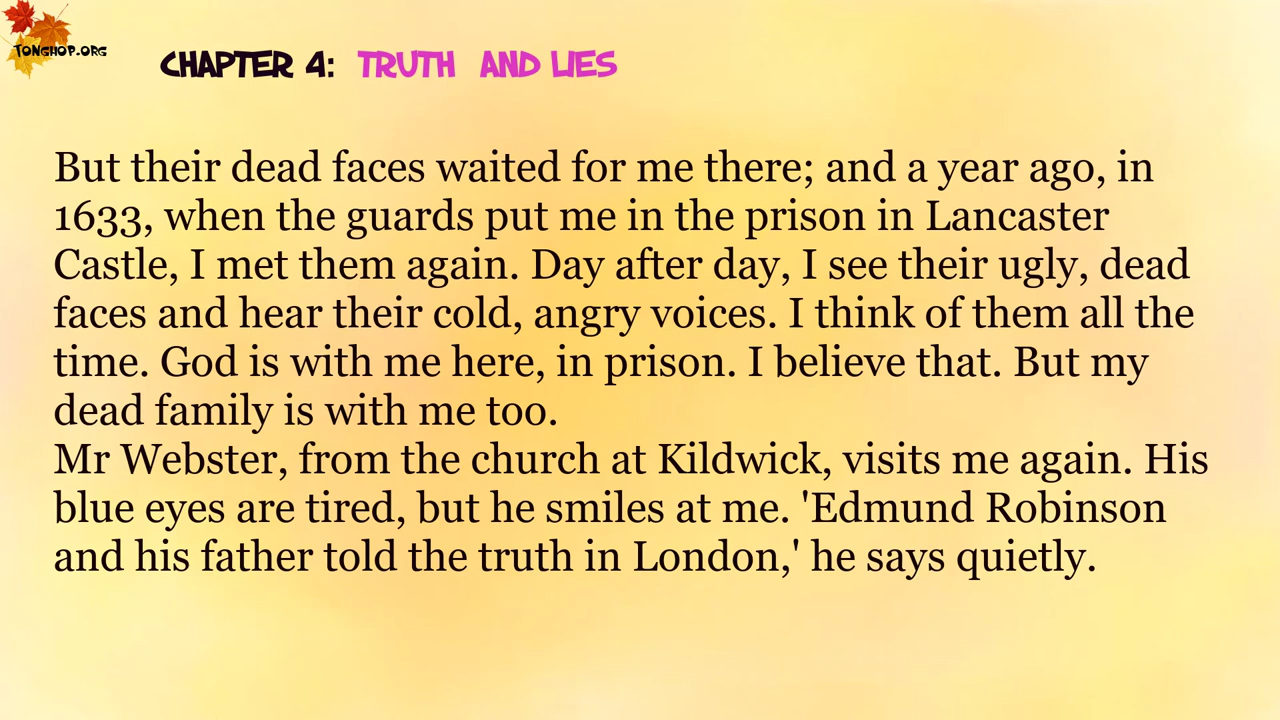 TONGHOP.ORG
CHAPTER 4: TRUTH AND LIES
But their dead faces waited for me there; and a year ago, in
1633, when the guards put me in the prison in Lancaster
Castle, I met them again. Day after day, I see their ugly, dead
faces and hear their cold, angry voices. I think of them all the
time. God is with me here, in prison. I believe that. But my
dead family is with me too.
Mr Webster, from the church at Kildwick, visits me again. His
blue eyes are tired, but he smiles at me. 'Edmund Robinson
and his father told the truth in London,' he says quietly.